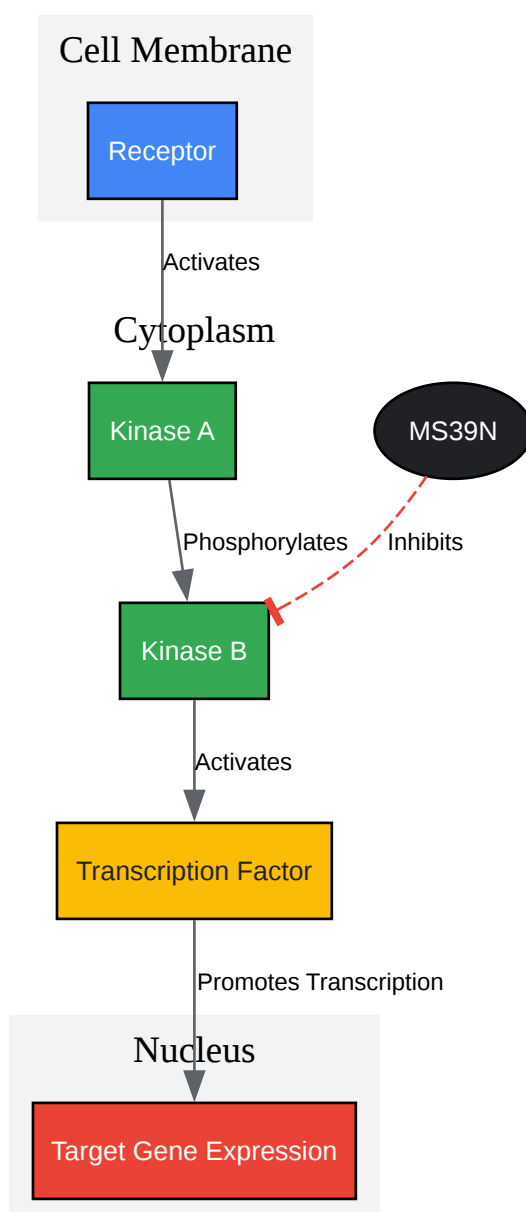 Cell Membrane
Receptor
Activates
Cytoplasm
Kinase A
MS39N
Phosphorylates
Inhibits
Kinase B
Activates
Transcription Factor
Promotes Transcription
Nucleus
Target Gene Expression